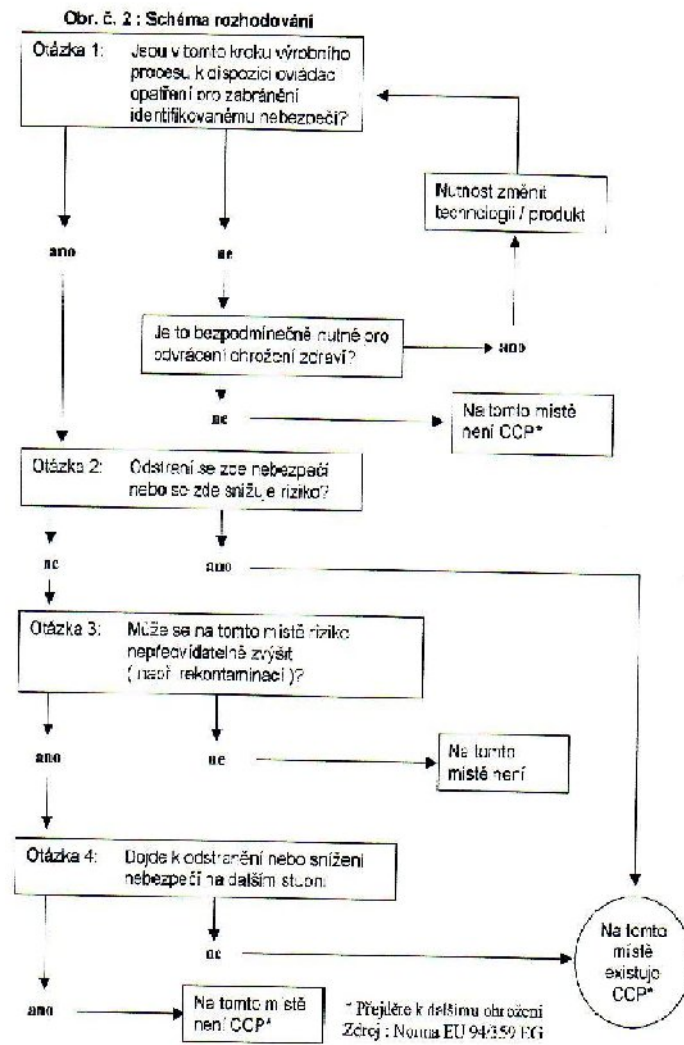 Obr. č. 2 : Schéma rozhodování
Otázka 1: Jsou v tomto kroku výrobního
procesu k dispozici ovládac
opatření pro zabránění
identifikovanému nebezpečí?
Nutnost změnit
technologii / produkt
ano
ne
Je to bezpodmínečně nutné pro
odvrácení ohrožení zdraví?
ano
ne
Na tomto místě
není CCP*
Otázka 2: Odstraní se zde nebezpečí
nebo se zde snižuje riziko?
ne
ano
Otázka 3: Může se na tomto místě riziko
nepředvídatelně zvýšit
( např. rekontaminací )?
ano
ne
Na tomto
místě není
Otázka 4: Dojde k odstranění nebo snížení
nebezpečí na dalším stupni
ne
Na tomto
místě
existuje
CCP*
ano
Na tomto místě
není CCP*
* Přejděte k dalšímu ohrožení
Zdroj : Norma EU 94/359 EG